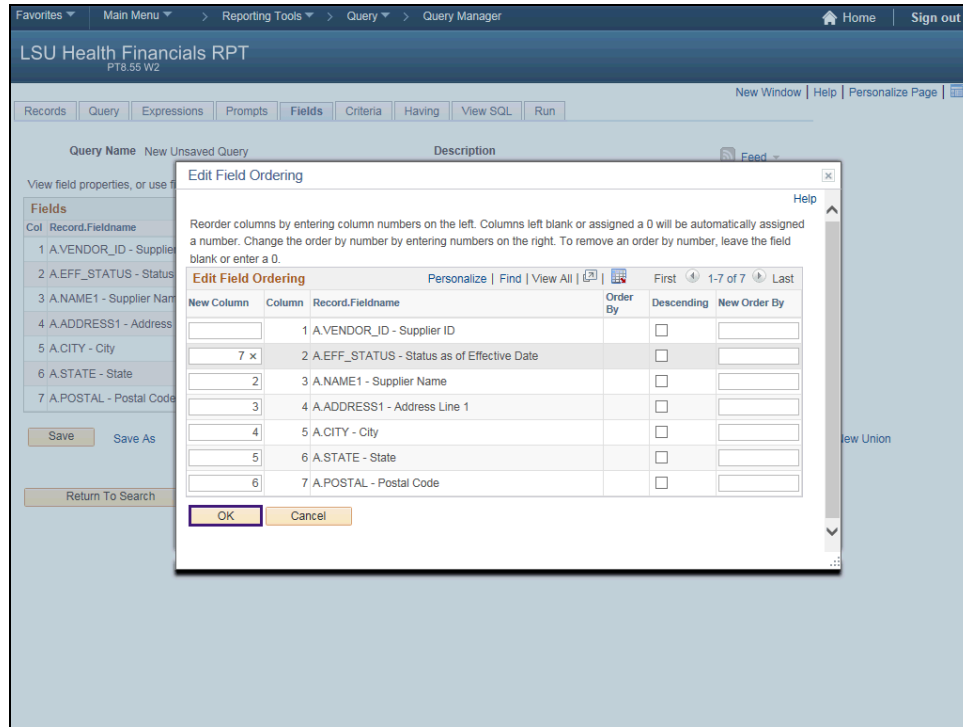 Favorites Main Menu > Reporting Tools > Query > Query Manager Home Sign out
LSU Health Financials RPT
PT8.55 W2
New Window | Help | Personalize Page |
Records Query Expressions Prompts Fields Criteria Having View SQL Run
Query Name New Unsaved Query Description Feed
View field properties, or use
Fields
Col Record.Fieldname
1 A.VENDOR_ID - Supplier
2 A.EFF_STATUS - Status
3 A.NAME1 - Supplier
4 A.ADDRESS1 - Address
5 A.CITY - City
6 A.STATE - State
7 A.POSTAL - Postal Code
Save Save As New Union
Return To Search
Edit Field Ordering
Help
Reorder columns by entering column numbers on the left. Columns left blank or assigned a 0 will be automatically assigned
a number. Change the order by number by entering numbers on the right. To remove an order by number, leave the field
blank or enter a 0.
Edit Field Ordering Personalize | Find | View All | | First 1-7 of 7 Last
New Column Column Record.Fieldname Order By Descending New Order By
1 A.VENDOR_ID - Supplier ID
7 × 2 A.EFF_STATUS - Status as of Effective Date
2 3 A.NAME1 - Supplier Name
3 4 A.ADDRESS1 - Address Line 1
4 5 A.CITY - City
5 6 A.STATE - State
6 7 A.POSTAL - Postal Code
OK Cancel